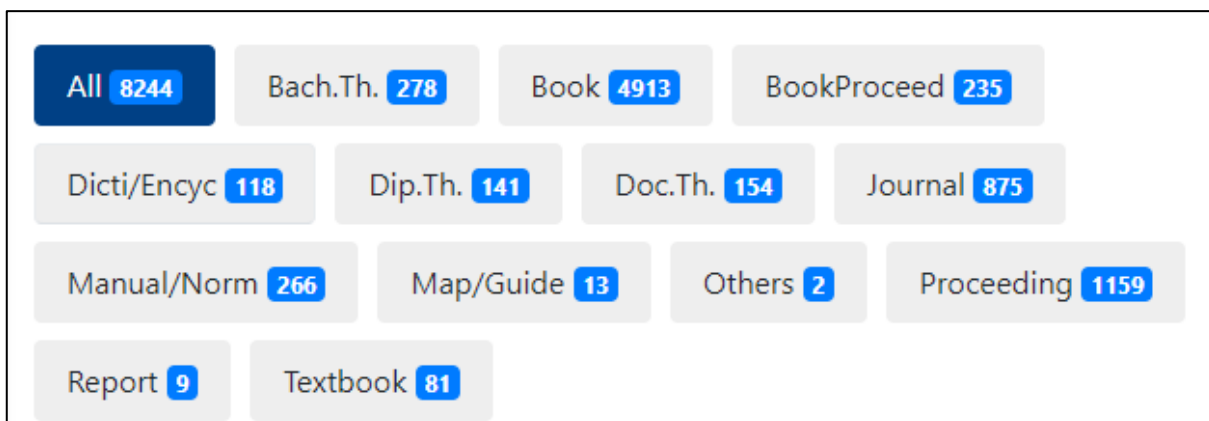 All 8244 Bach.Th. 278 Book 4913 BookProceed 235
Dicti/Encyc 118 Dip.Th. 141 Doc.Th. 154 Journal 875
Manual/Norm 266 Map/Guide 13 Others 2 Proceeding 1159
Report 9 Textbook 81